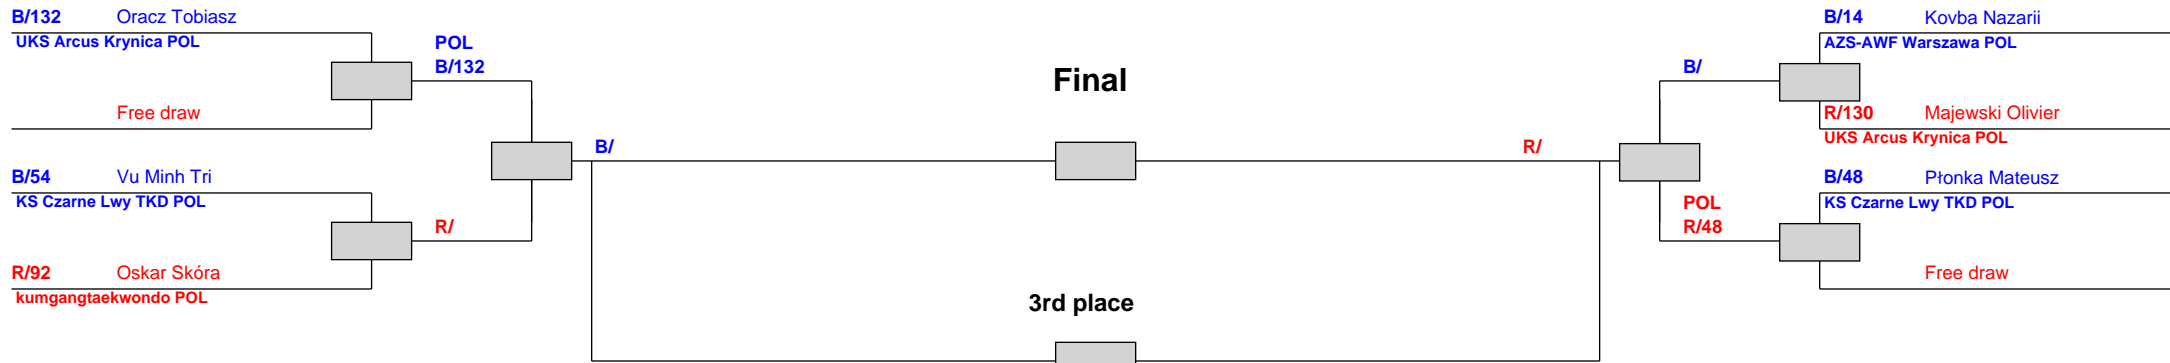 B/132 Oracz Tobiasz
UKS Arcus Krynica POL
Free draw
POL
B/132
B/54 Vu Minh Tri
KS Czarne Lwy TKD POL
R/92 Oskar Skóra
kumgangtaekwondo POL
R/
B/
Final
3rd place
R/
B/
POL
R/48
B/14 Kovba Nazarii
AZS-AWF Warszawa POL
R/130 Majewski Olivier
UKS Arcus Krynica POL
B/48 Płonka Mateusz
KS Czarne Lwy TKD POL
Free draw